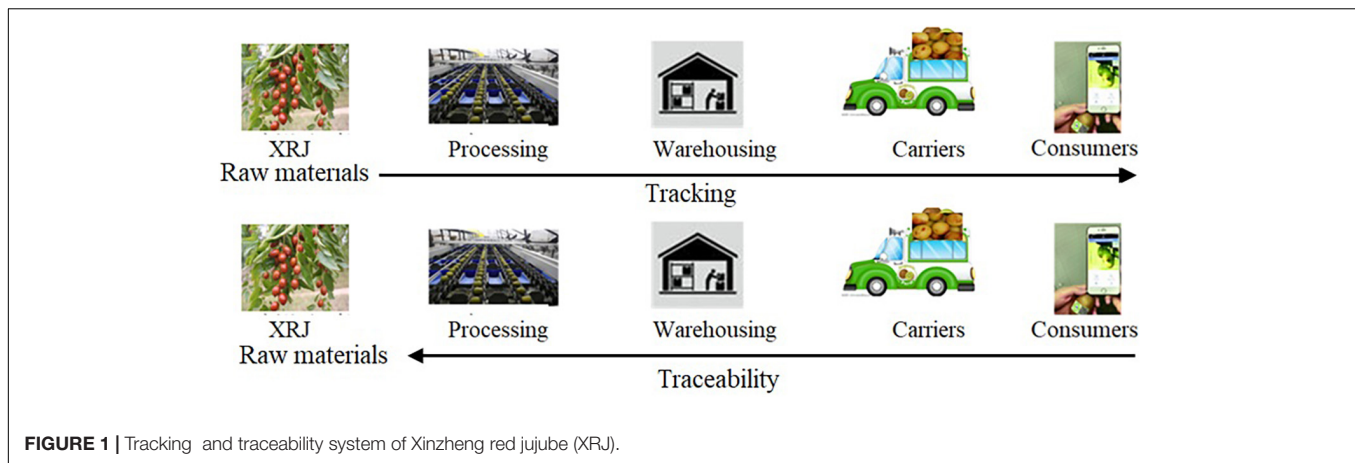 XRJ Processing Warehousing Carriers Consumers
Raw materials
Tracking
XRJ Processing Warehousing Carriers Consumers
Raw materials
Traceability
FIGURE 1 | Tracking and traceability system of Xinzheng red jujube (XRJ).